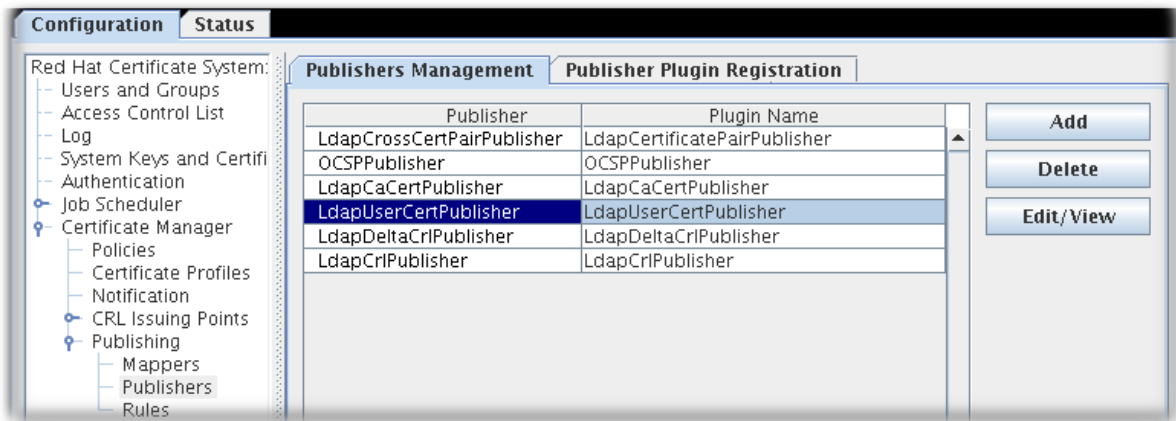 Configuration Status
Red Hat Certificate System:
Users and Groups
Access Control List
Log
System Keys and Certifi
Authentication
Job Scheduler
Certificate Manager
Policies
Certificate Profiles
Notification
CRL Issuing Points
Publishing
Mappers
Publishers
Rules
Publishers Management Publisher Plugin Registration
Publisher Plugin Name
LdapCrossCertPairPublisher LdapCertificatePairPublisher
OCSPPublisher OCSPPublisher
LdapCaCertPublisher LdapCaCertPublisher
LdapUserCertPublisher LdapUserCertPublisher
LdapDeltaCrlPublisher LdapDeltaCrlPublisher
LdapCrlPublisher LdapCrlPublisher
Add
Delete
Edit/View